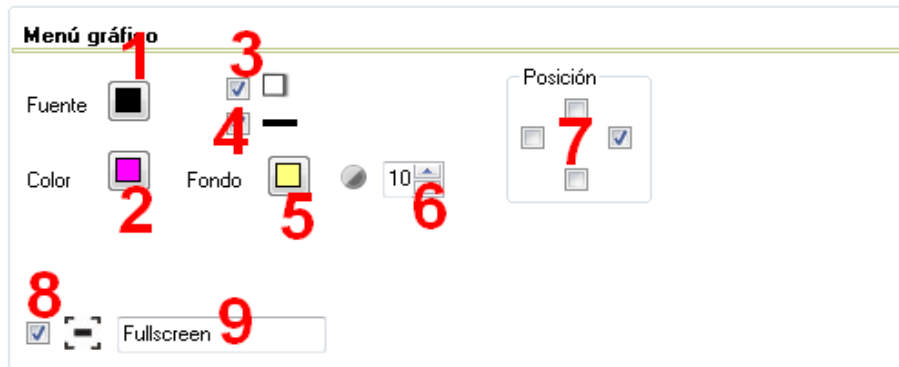 Menú gráfico
1
3
Posición
Fuente
4
7
Color
Fondo
10
2
5
6
8
Fullscreen
9